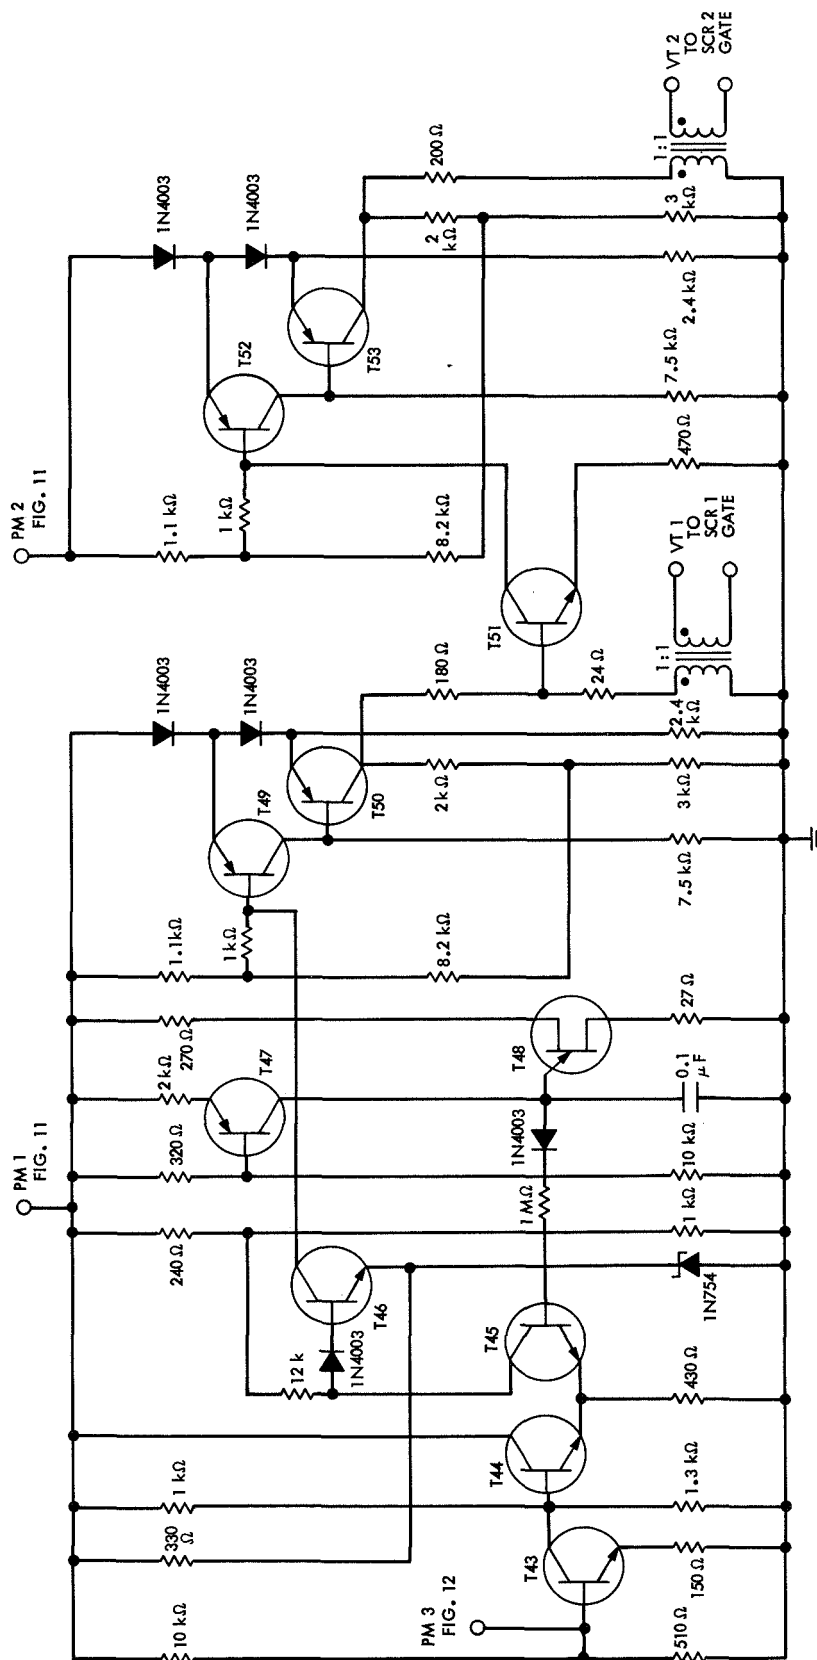 PM 1
FIG. 11
PM 2
FIG. 11
PM 3
FIG. 12
10 kΩ
330
Ω
1 kΩ
240 Ω
320 Ω
2 kΩ
270 Ω
1.1kΩ
1kΩ
1N4003
1N4003
1.1 kΩ
1 kΩ
1N4003
1N4003
12 k
1N4003
T46
T47
T49
T50
T52
T53
8.2 kΩ
2 kΩ
180 Ω
8.2 kΩ
2
kΩ
200 Ω
T43
T44
T45
1 MΩ
1N4003
T48
T51
24 Ω
510 Ω
150 Ω
1.3 kΩ
430 Ω
1N754
1 kΩ
10 kΩ
0.1
μF
27 Ω
7.5 kΩ
3 kΩ
2.4
kΩ
1:1
VT 1
TO
SCR 1
GATE
470 Ω
7.5 kΩ
2.4 kΩ
3
kΩ
1:1
VT 2
TO
SCR 2
GATE